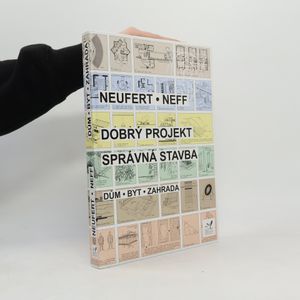 NEUFERT • NEFF
DOBRÝ PROJEKT
SPRÁVNÁ STAVBA
DŮM • BYT • ZAHRADA
NEUFERT • NEFF
DŮM • BYT • ZAHRADA